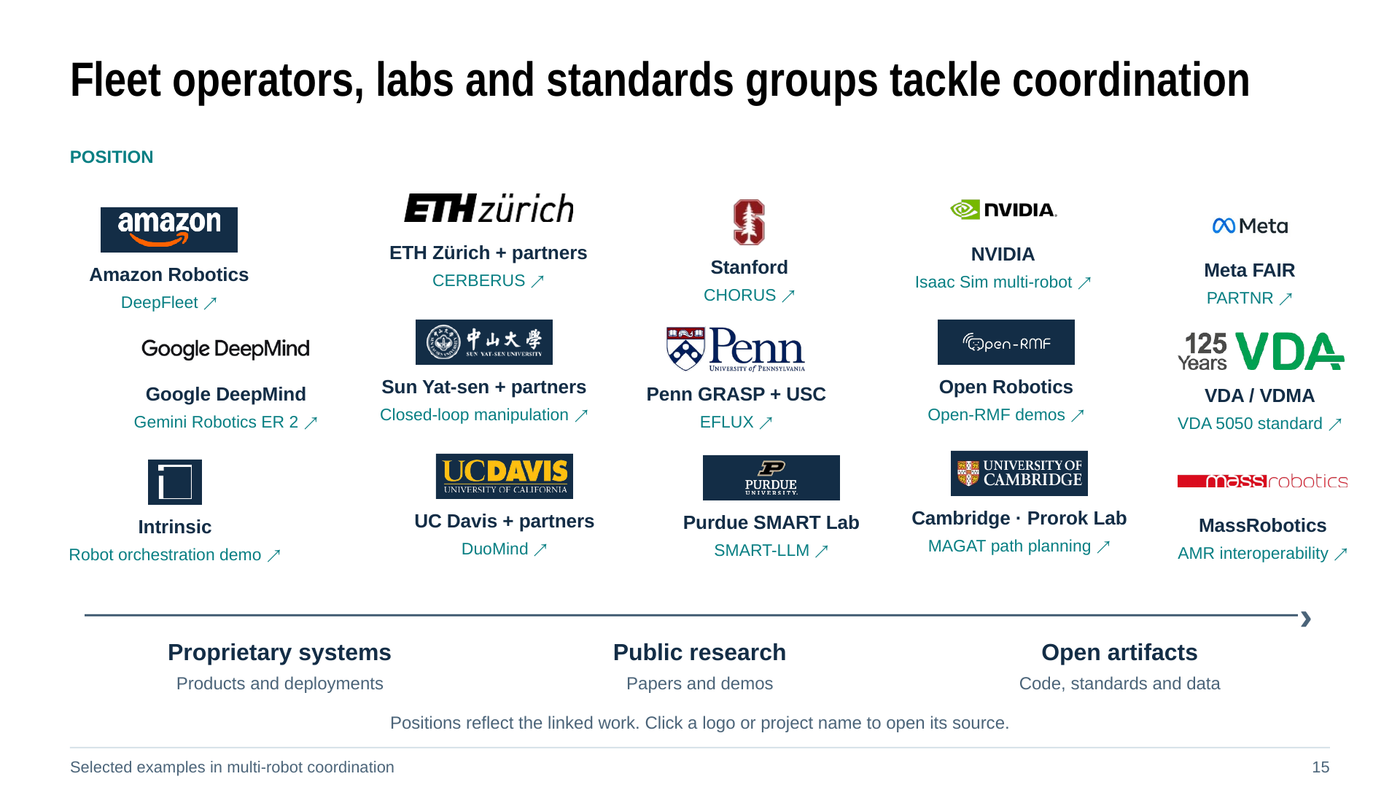 Fleet operators, labs and standards groups tackle coordination
POSITION
amazon
Amazon Robotics
DeepFleet ↗
ETH zürich
ETH Zürich + partners
CERBERUS ↗
S
Stanford
CHORUS ↗
NVIDIA.
NVIDIA
Isaac Sim multi-robot ↗
Meta
Meta FAIR
PARTNR ↗
Google DeepMind
Google DeepMind
Gemini Robotics ER 2 ↗
中山大學
SUN YAT-SEN UNIVERSITY
Sun Yat-sen + partners
Closed-loop manipulation ↗
Penn
UNIVERSITY of PENNSYLVANIA
Penn GRASP + USC
EFLUX ↗
Open-RMF
Open Robotics
Open-RMF demos ↗
125 Years VDA
VDA / VDMA
VDA 5050 standard ↗
i
Intrinsic
Robot orchestration demo ↗
UCDAVIS
UNIVERSITY OF CALIFORNIA
UC Davis + partners
DuoMind ↗
P
PURDUE
UNIVERSITY.
Purdue SMART Lab
SMART-LLM ↗
UNIVERSITY OF
CAMBRIDGE
Cambridge · Prorok Lab
MAGAT path planning ↗
massrobotics
MassRobotics
AMR interoperability ↗
Proprietary systems
Products and deployments
Public research
Papers and demos
Open artifacts
Code, standards and data
Positions reflect the linked work. Click a logo or project name to open its source.
Selected examples in multi-robot coordination
15